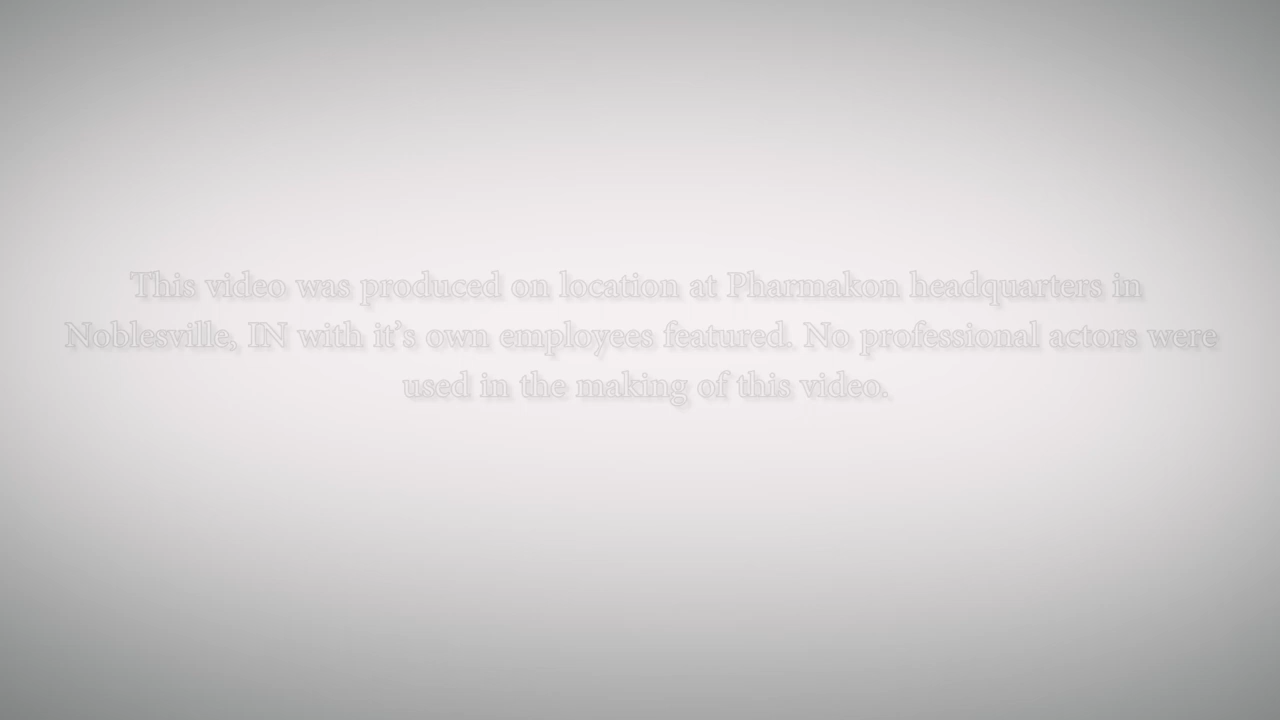 This video was produced on location at Pharmakon headquarters in
Noblesville, IN with it's own employees featured. No professional actors were
used in the making of this video.